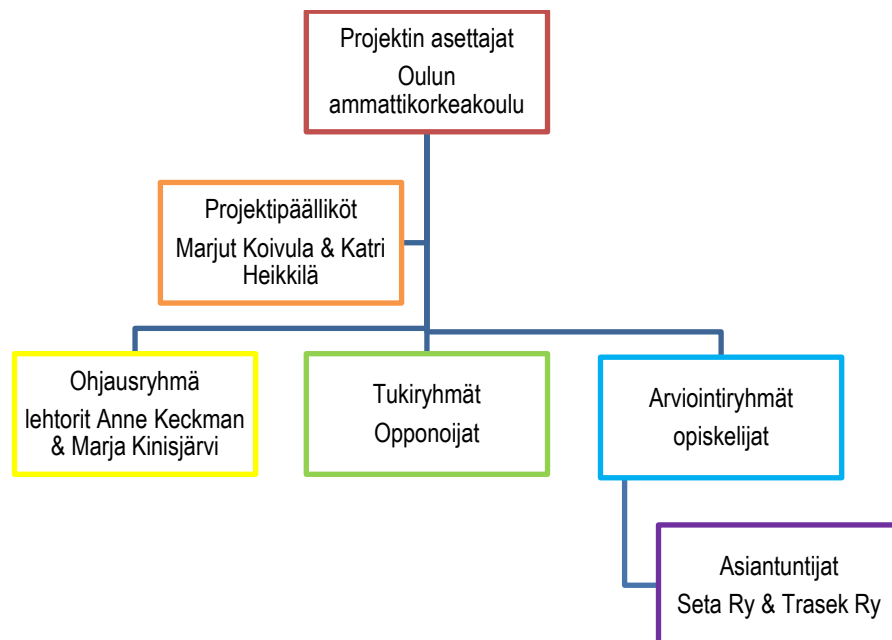 Projektin asettajat
Oulun
ammattikorkeakoulu
Projektipäälliköt
Marjut Koivula & Katri
Heikkilä
Ohjausryhmä
lehtorit Anne Keckman
& Marja Kinisjärvi
Tukiryhmät
Opponoijat
Arviointiryhmät
opiskelijat
Asiantuntijat
Seta Ry & Trasek Ry